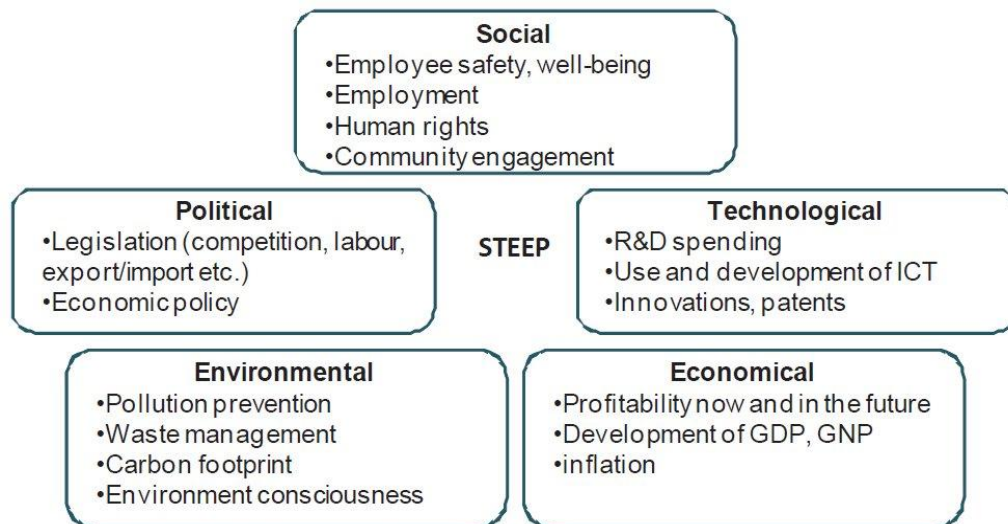 Social
•Employee safety, well-being
•Employment
•Human rights
•Community engagement
Political
•Legislation (competition, labour,
export/import etc.)
•Economic policy
STEEP
Technological
•R&D spending
•Use and development of ICT
•Innovations, patents
Environmental
•Pollution prevention
•Waste management
•Carbon footprint
•Environment consciousness
Economical
•Profitability now and in the future
•Development of GDP, GNP
•inflation